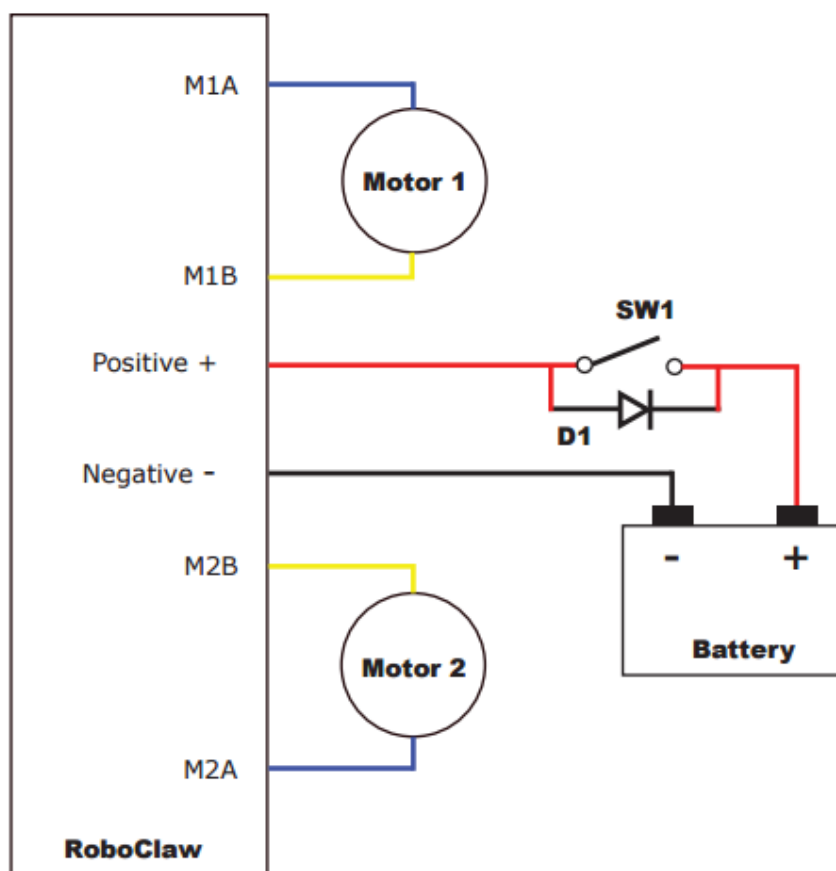 M1A
Motor 1
M1B
SW1
Positive +
D1
Negative -
M2B
- +
Battery
Motor 2
M2A
RoboClaw